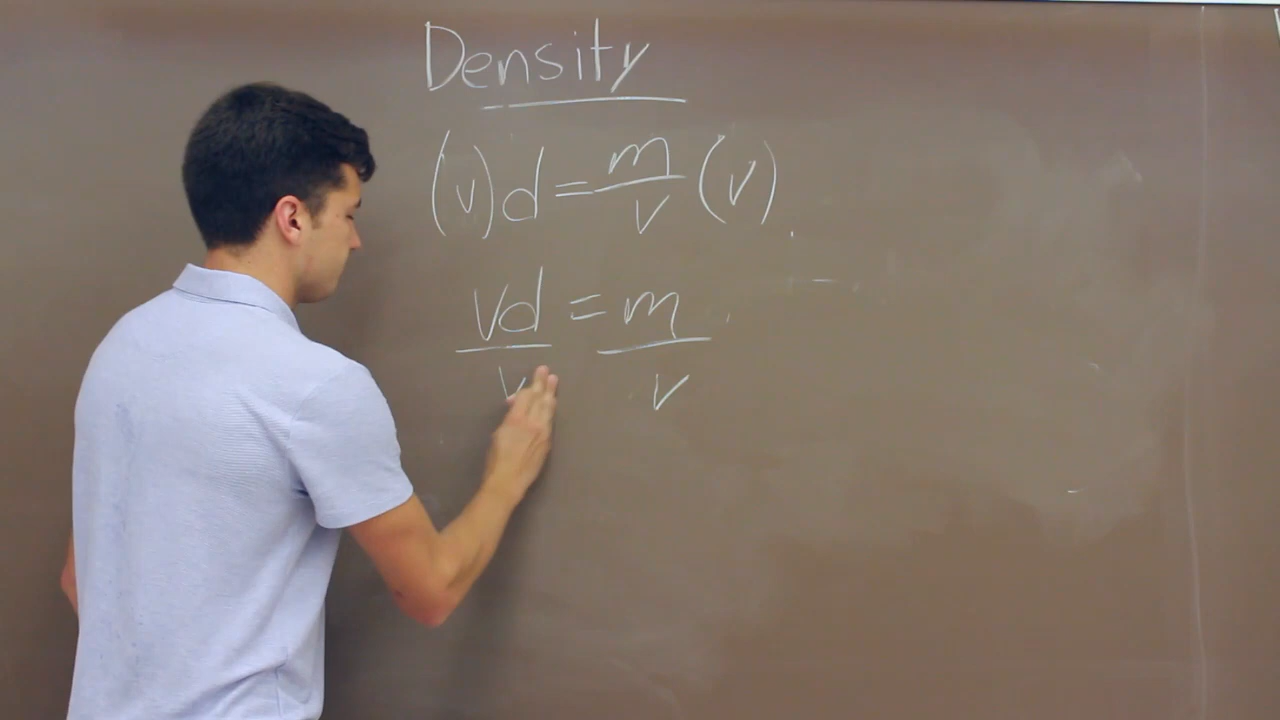 Density
(v)d = m/v (v)
vd/v = m/v